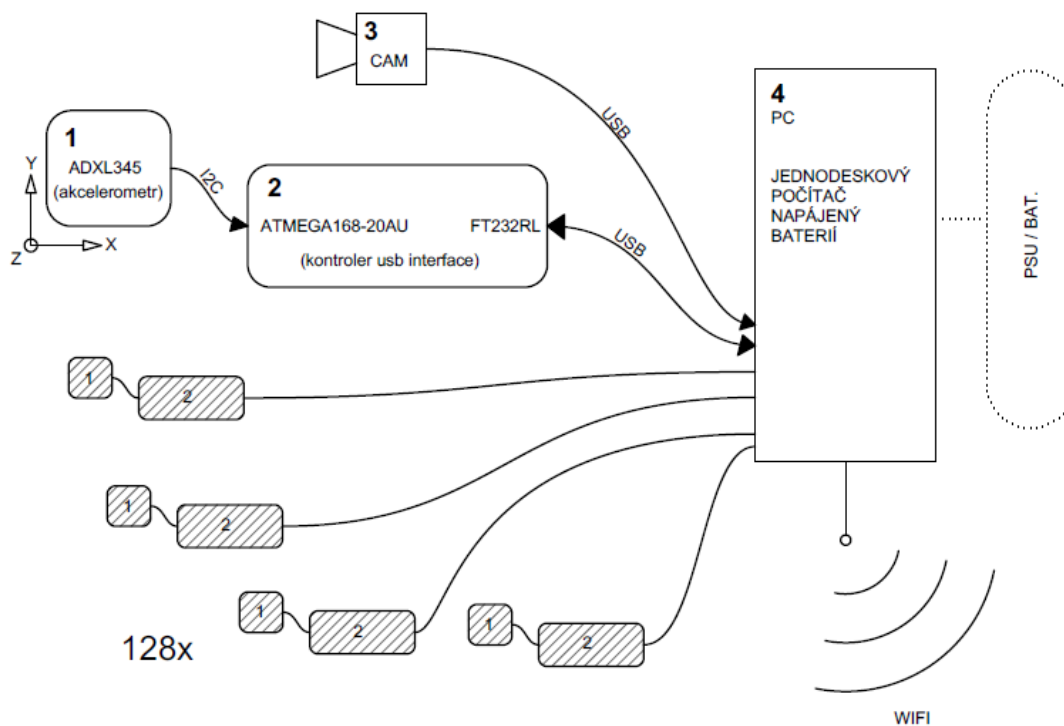 3
CAM
USB
4
PC
JEDNODESKOVÝ
POČÍTAČ
NAPÁJENÝ
BATERIÍ
PSU / BAT.
1
ADXL345
(akcelerometr)
Y
X
Z
I2C
2
ATMEGA168-20AU
FT232RL
(kontroler usb interface)
USB
1
2
1
2
1
2
1
2
128x
WIFI